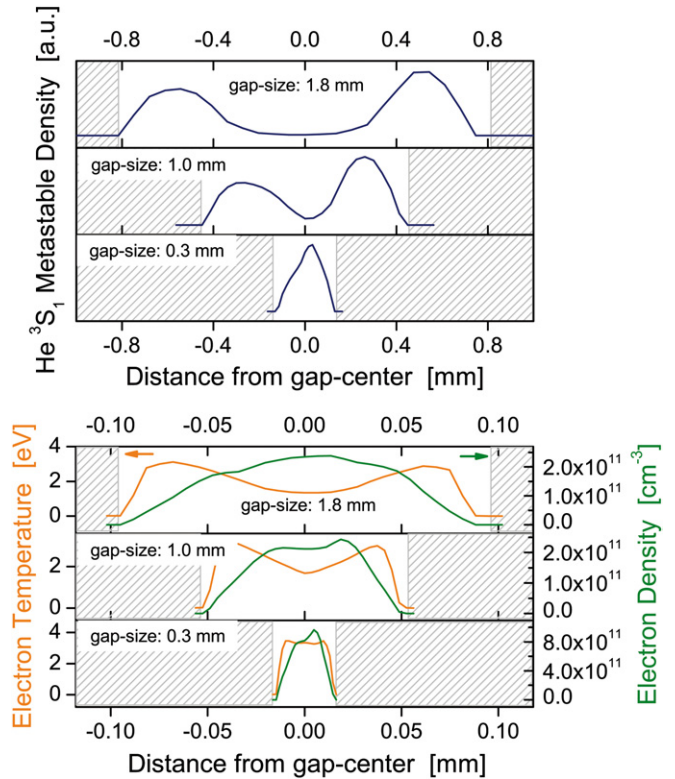 -0.8 -0.4 0.0 0.4 0.8
He ³S₁ Metastable Density [a.u.]
gap-size: 1.8 mm
gap-size: 1.0 mm
gap-size: 0.3 mm
-0.8 -0.4 0.0 0.4 0.8
Distance from gap-center [mm]
-0.10 -0.05 0.00 0.05 0.10
Electron Temperature [eV]
Electron Density [cm⁻³]
4
2
0
gap-size: 1.8 mm
2.0x10¹¹
1.0x10¹¹
0.0
2
0
gap-size: 1.0 mm
2.0x10¹¹
1.0x10¹¹
0.0
4
2
0
gap-size: 0.3 mm
8.0x10¹¹
4.0x10¹¹
0.0
-0.10 -0.05 0.00 0.05 0.10
Distance from gap-center [mm]